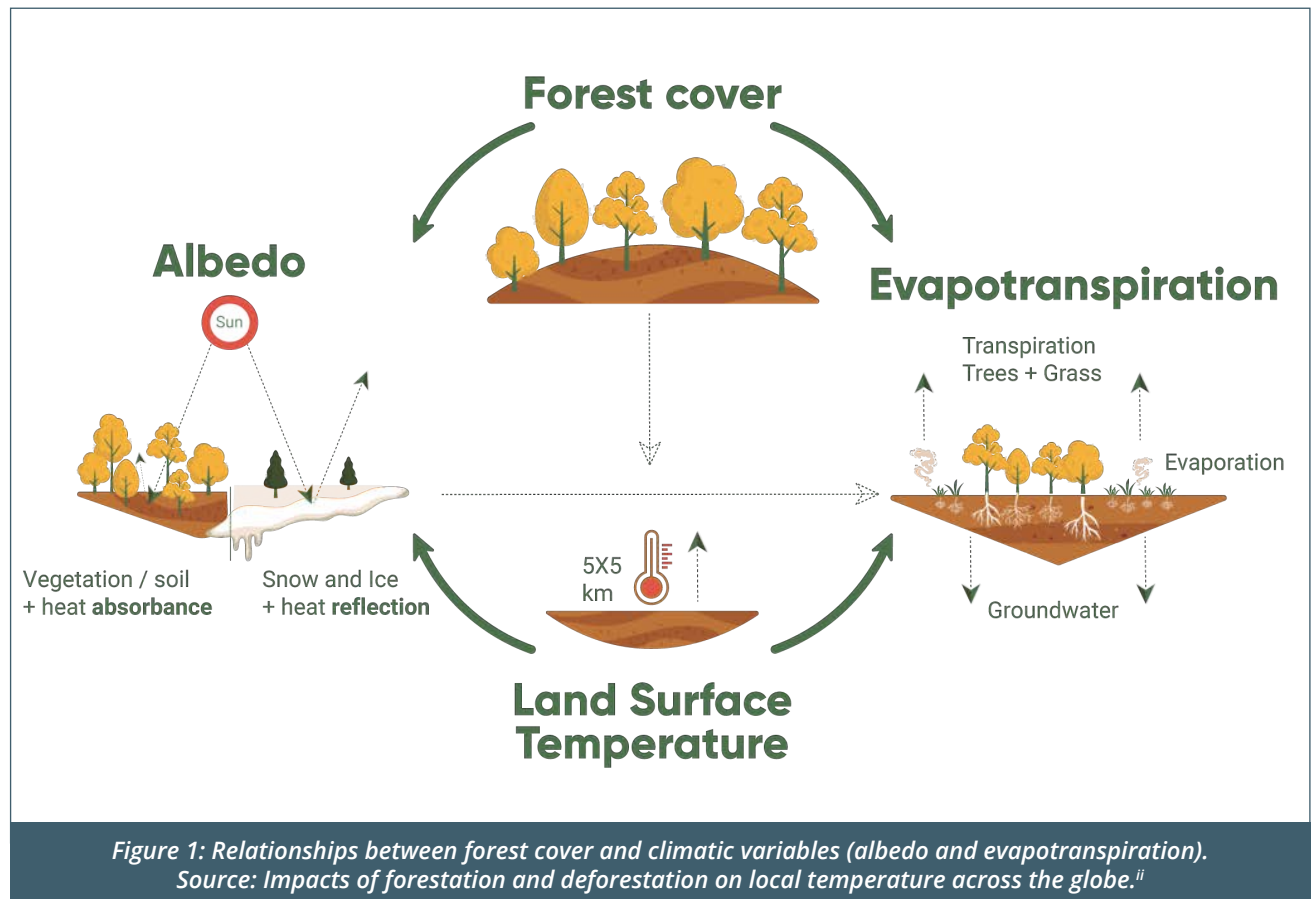 Forest cover
Albedo
Sun
Evapotranspiration
Transpiration
Trees + Grass
Evaporation
5X5
km
Vegetation / soil
+ heat absorbance
Snow and Ice
+ heat reflection
Groundwater
Land Surface
Temperature
Figure 1: Relationships between forest cover and climatic variables (albedo and evapotranspiration).
Source: Impacts of forestation and deforestation on local temperature across the globe.ii